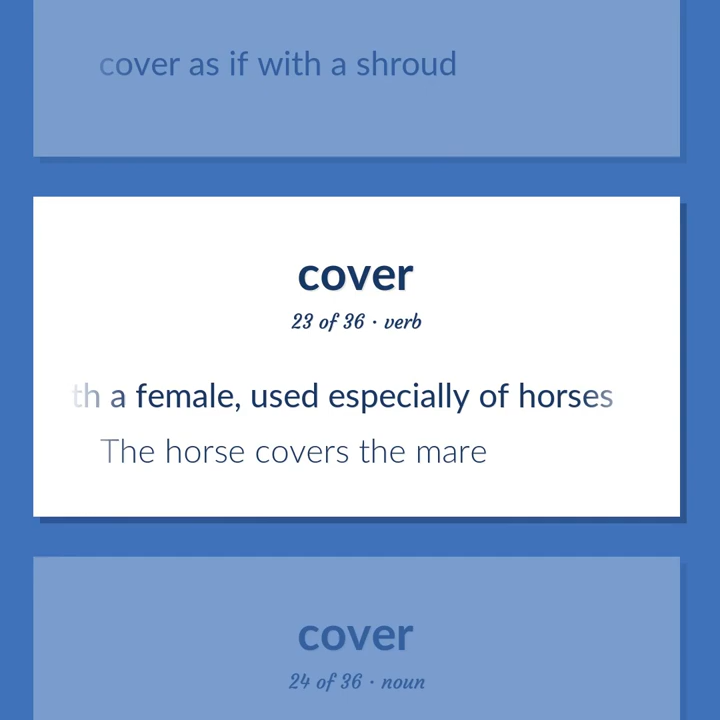 cover as if with a shroud
cover
23 of 36 · verb
th a female, used especially of horses
The horse covers the mare
cover
24 of 36 · noun